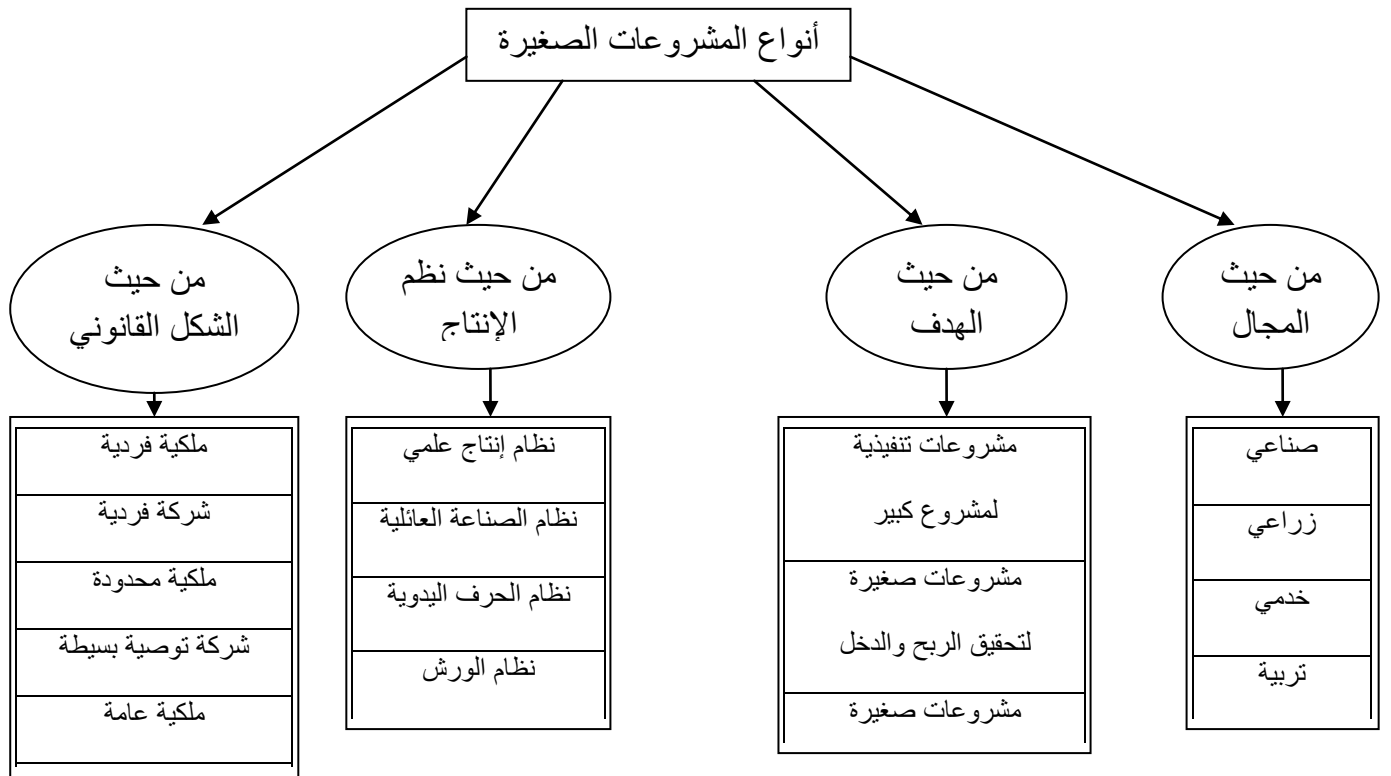 أنواع المشروعات الصغيرة
من حيث
المجال
من حيث
الهدف
من حيث نظم
الإنتاج
من حيث
الشكل القانوني
صناعي
زراعي
خدمي
تربية
مشروعات تنفيذية
لمشروع كبير
مشروعات صغيرة
لتحقيق الربح والدخل
مشروعات صغيرة
نظام إنتاج علمي
نظام الصناعة العائلية
نظام الحرف اليدوية
نظام الورش
ملكية فردية
شركة فردية
ملكية محدودة
شركة توصية بسيطة
ملكية عامة